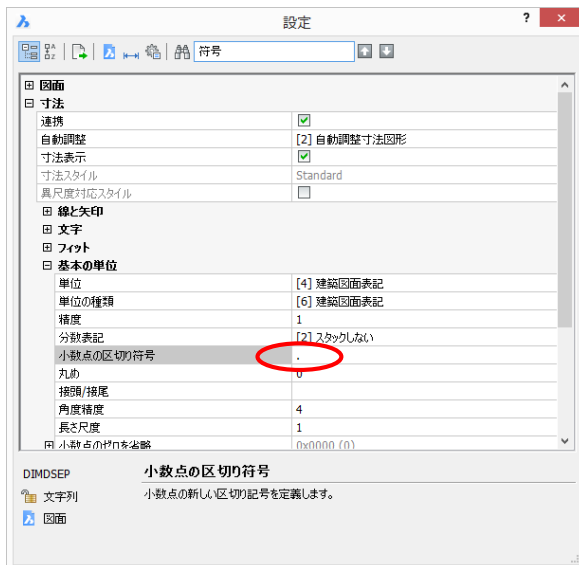 設定 ?
符号
図面
寸法
連携
自動調整 [2] 自動調整寸法図形
寸法表示
寸法スタイル Standard
異尺度対応スタイル
線と矢印
文字
フィット
基本の単位
単位 [4] 建築図面表記
単位の種類 [6] 建築図面表記
精度 1
分数表記 [2] スタックしない
小数点の区切り符号 .
丸め 0
接頭/接尾
角度精度 4
長さ尺度 1
小数点のゼロを省略 0x0000 (0)
DIMDSEP 小数点の区切り符号
文字列 小数点の新しい区切り記号を定義します。
図面